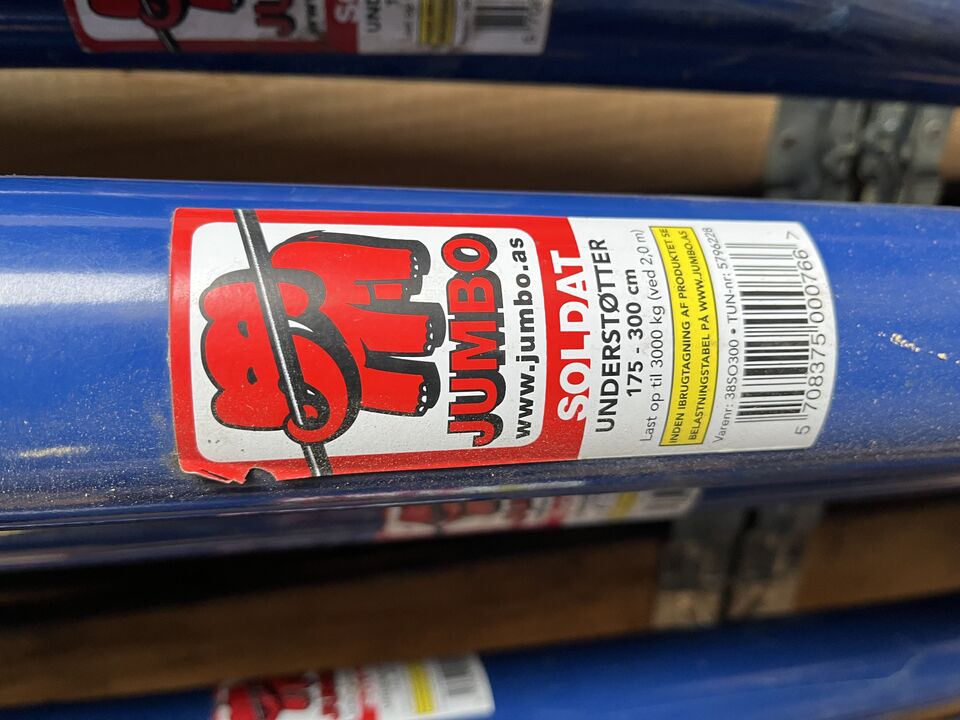 JUMBO
www.jumbo.as
SOLDAT
UNDERSTØTTER
175 - 300 cm
Last op til 3000 kg (ved 2,0 m)
INDEN IBRUGTAGNING AF PRODUKTET SE
BELASTNINGSTABEL PÅ WWW.JUMBO.AS
Varenr: 38SO300 • TUN-nr: 5796228
5 708375 000766 7